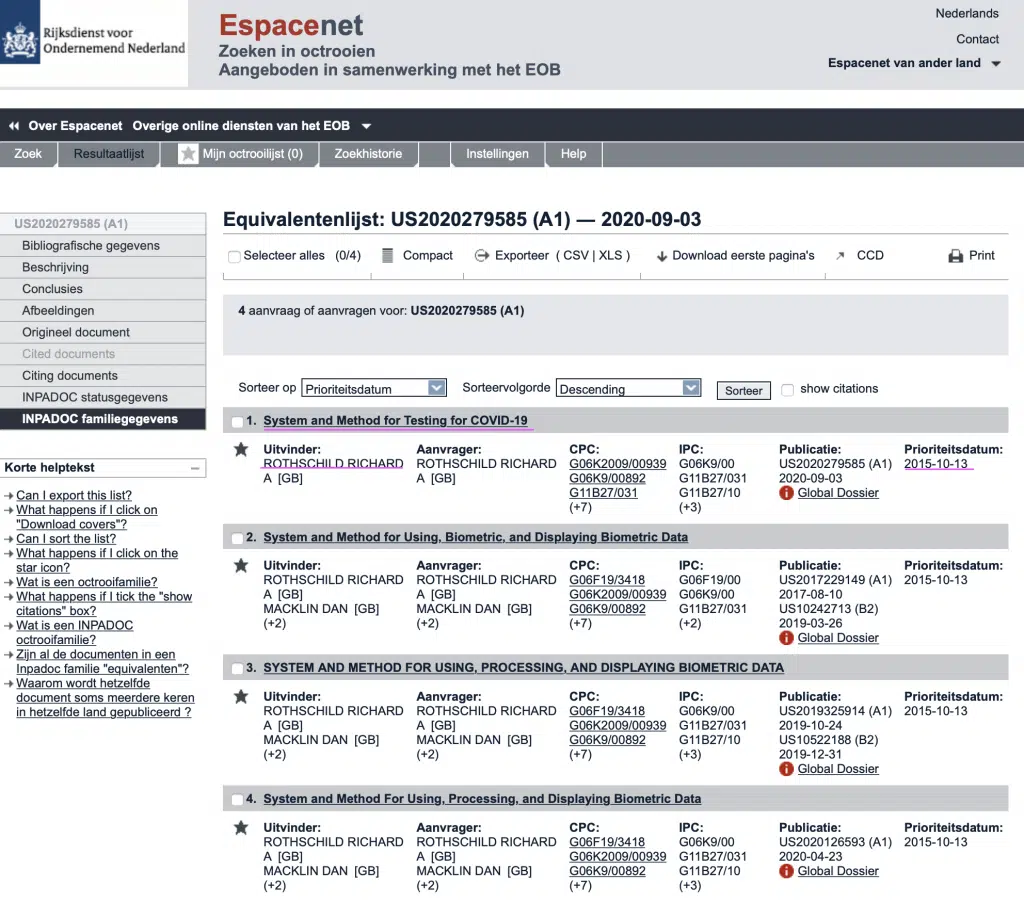 Rijksdienst voor
Ondernemend Nederland
Espacenet
Zoeken in octrooien
Aangeboden in samenwerking met het EOB
Nederlands
Contact
Espacenet van ander land
Over Espacenet Overige online diensten van het EOB
Zoek Resultaatlijst Mijn octrooilijst (0) Zoekhistorie Instellingen Help
US2020279585 (A1)
Bibliografische gegevens
Beschrijving
Conclusies
Afbeeldingen
Origineel document
Cited documents
Citing documents
INPADOC statusgegevens
INPADOC familiegegevens
Korte helptekst
Can I export this list?
What happens if I click on
"Download covers"?
Can I sort the list?
What happens if I click on the
star icon?
Wat is een octrooifamilie?
What happens if I tick the "show
citations" box?
Wat is een INPADOC
octrooifamilie?
Zijn al de documenten in een
Inpadoc familie "equivalenten"?
Waarom wordt hetzelfde
document soms meerdere keren
in hetzelfde land gepubliceerd ?
Equivalentenlijst: US2020279585 (A1) — 2020-09-03
Selecteer alles (0/4) Compact Exporteer ( CSV | XLS ) Download eerste pagina's CCD Print
4 aanvraag of aanvragen voor: US2020279585 (A1)
Sorteer op Prioriteitsdatum Sorteervolgorde Descending Sorteer show citations
1. System and Method for Testing for COVID-19
Uitvinder: Aanvrager: CPC: IPC: Publicatie: Prioriteitsdatum:
ROTHSCHILD RICHARD ROTHSCHILD RICHARD G06K2009/00939 G06K9/00 US2020279585 (A1) 2015-10-13
A [GB] A [GB] G06K9/00892 G11B27/031 2020-09-03
G11B27/031 G11B27/10 Global Dossier
(+7) (+3)
2. System and Method for Using, Biometric, and Displaying Biometric Data
Uitvinder: Aanvrager: CPC: IPC: Publicatie: Prioriteitsdatum:
ROTHSCHILD RICHARD ROTHSCHILD RICHARD G06F19/3418 G06F19/00 US2017229149 (A1) 2015-10-13
A [GB] A [GB] G06K2009/00939 G06K9/00 2017-08-10
MACKLIN DAN [GB] MACKLIN DAN [GB] G06K9/00892 G11B27/031 US10242713 (B2)
(+2) (+2) (+7) (+2) 2019-03-26
Global Dossier
3. SYSTEM AND METHOD FOR USING, PROCESSING, AND DISPLAYING BIOMETRIC DATA
Uitvinder: Aanvrager: CPC: IPC: Publicatie: Prioriteitsdatum:
ROTHSCHILD RICHARD ROTHSCHILD RICHARD G06F19/3418 G06K9/00 US2019325914 (A1) 2015-10-13
A [GB] A [GB] G06K2009/00939 G11B27/031 2019-10-24
MACKLIN DAN [GB] MACKLIN DAN [GB] G06K9/00892 G11B27/10 US10522188 (B2)
(+2) (+2) (+7) (+3) 2019-12-31
Global Dossier
4. System and Method For Using, Processing, and Displaying Biometric Data
Uitvinder: Aanvrager: CPC: IPC: Publicatie: Prioriteitsdatum:
ROTHSCHILD RICHARD ROTHSCHILD RICHARD G06F19/3418 G06K9/00 US2020126593 (A1) 2015-10-13
A [GB] A [GB] G06K2009/00939 G11B27/031 2020-04-23
MACKLIN DAN [GB] MACKLIN DAN [GB] G06K9/00892 G11B27/10 Global Dossier
(+2) (+2) (+7) (+3)